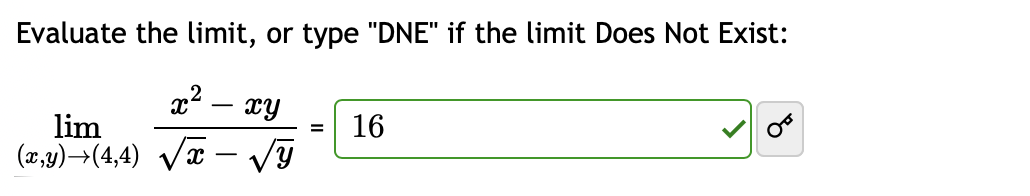 Evaluate the limit, or type "DNE" if the limit Does Not Exist:
lim (x,y)→(4,4) (x² − xy)/(√x − √y) = 16